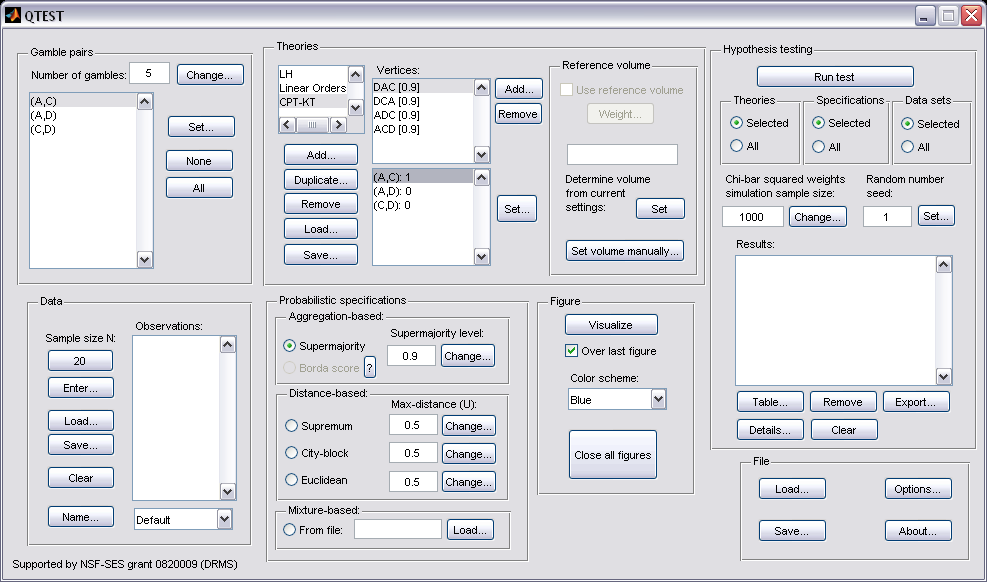 QTEST
Gamble pairs
Number of gambles: 5 Change...
(A,C)
(A,D)
(C,D)
Set...
None
All
Theories
LH
Linear Orders
CPT-KT
Add...
Duplicate...
Remove
Load...
Save...
Vertices:
DAC [0.9]
DCA [0.9]
ADC [0.9]
ACD [0.9]
Add...
Remove
(A,C): 1
(A,D): 0
(C,D): 0
Set...
Reference volume
Use reference volume
Weight...
Determine volume
from current
settings:
Set
Set volume manually...
Hypothesis testing
Run test
Theories
Selected
All
Specifications
Selected
All
Data sets
Selected
All
Chi-bar squared weights
simulation sample size:
1000 Change...
Random number
seed:
1 Set...
Results:
Table... Remove Export...
Details... Clear
Data
Sample size N:
20
Enter...
Load...
Save...
Clear
Name...
Observations:
Default
Probabilistic specifications
Aggregation-based:
Supermajority
Borda score ?
Supermajority level:
0.9 Change...
Distance-based:
Max-distance (U):
Supremum 0.5 Change...
City-block 0.5 Change...
Euclidean 0.5 Change...
Mixture-based:
From file: Load...
Figure
Visualize
Over last figure
Color scheme:
Blue
Close all figures
File
Load... Options...
Save... About...
Supported by NSF-SES grant 0820009 (DRMS)